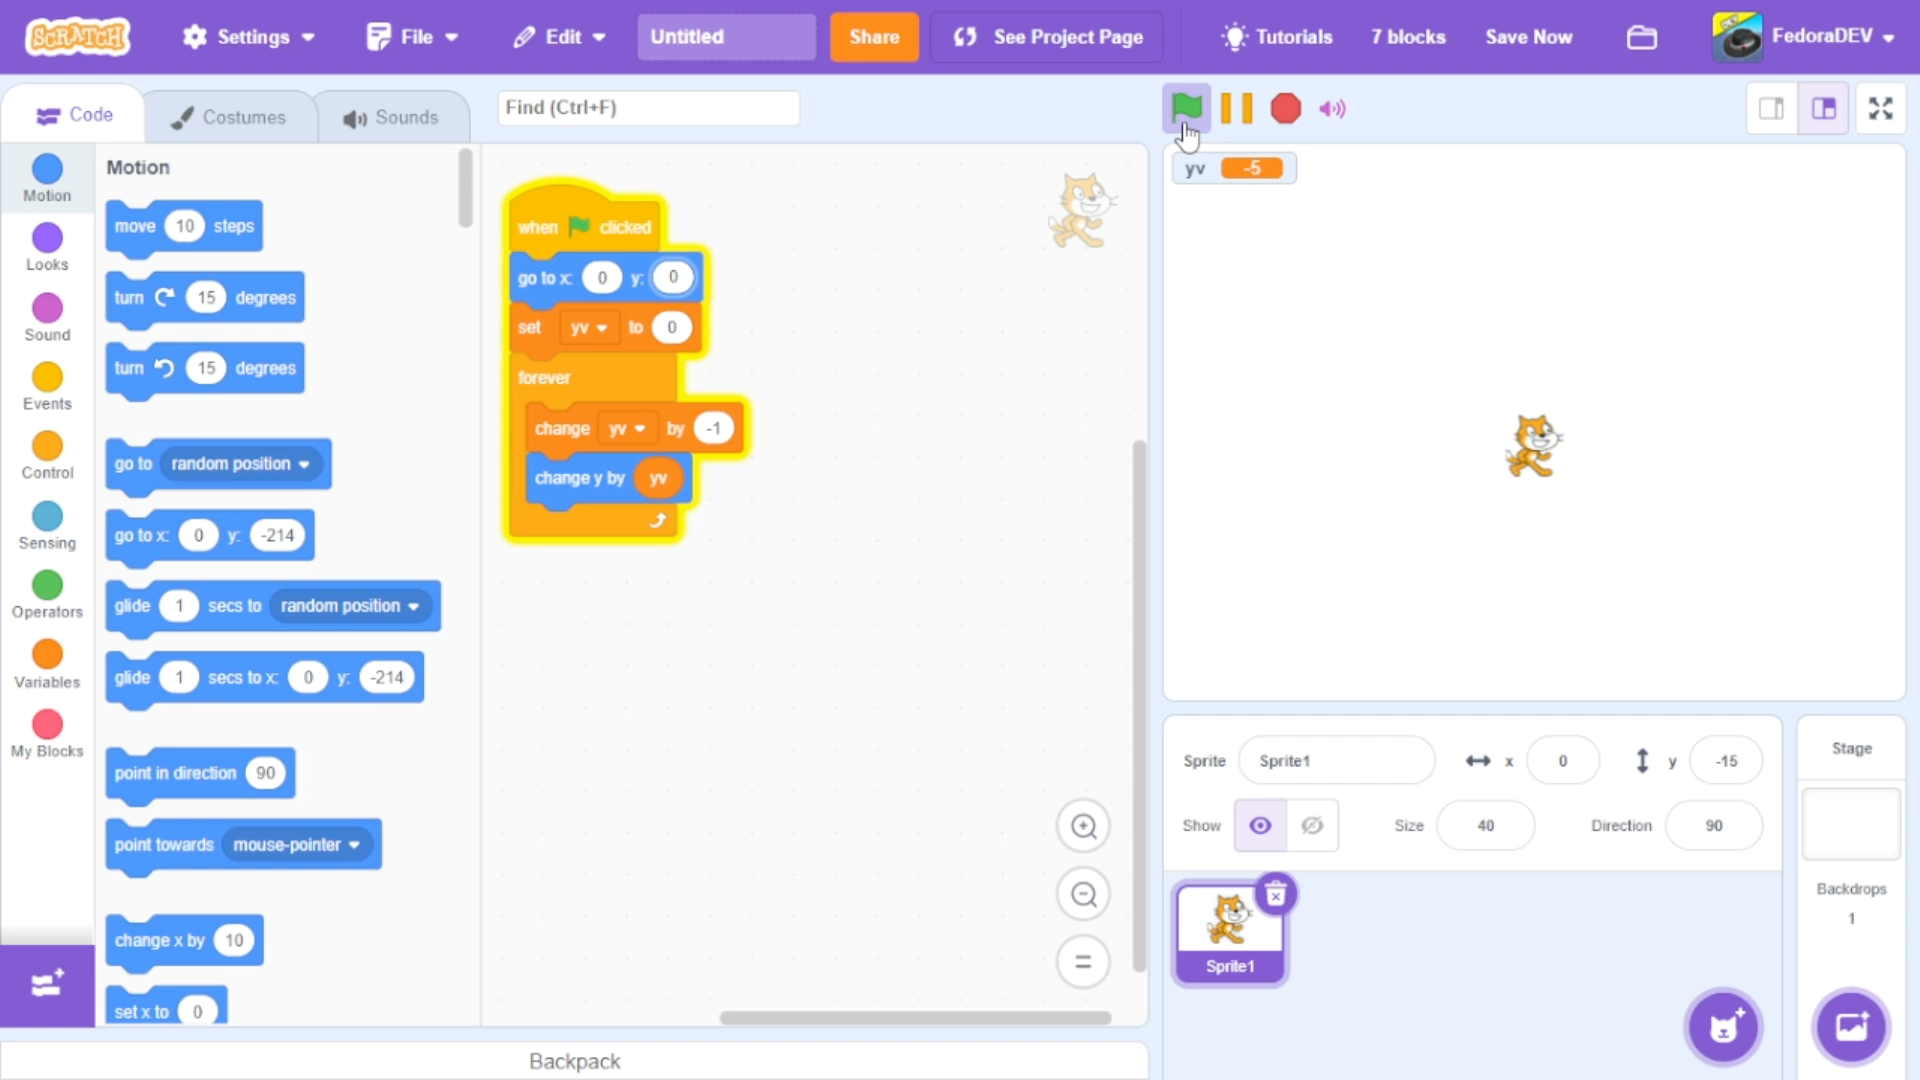 SCRATCH Settings File Edit Untitled Share See Project Page Tutorials 7 blocks Save Now FedoraDEV
Code Costumes Sounds Find (Ctrl+F)
Motion
Looks
Sound
Events
Control
Sensing
Operators
Variables
My Blocks
Motion
move 10 steps
turn 15 degrees
turn 15 degrees
go to random position
go to x: 0 y: -214
glide 1 secs to random position
glide 1 secs to x: 0 y: -214
point in direction 90
point towards mouse-pointer
change x by 10
set x to 0
when clicked
go to x: 0 y: 0
set yv to 0
forever
change yv by -1
change y by yv
yv -5
Sprite Sprite1 x 0 y -15
Show Size 40 Direction 90
Sprite1
Stage
Backdrops
1
Backpack